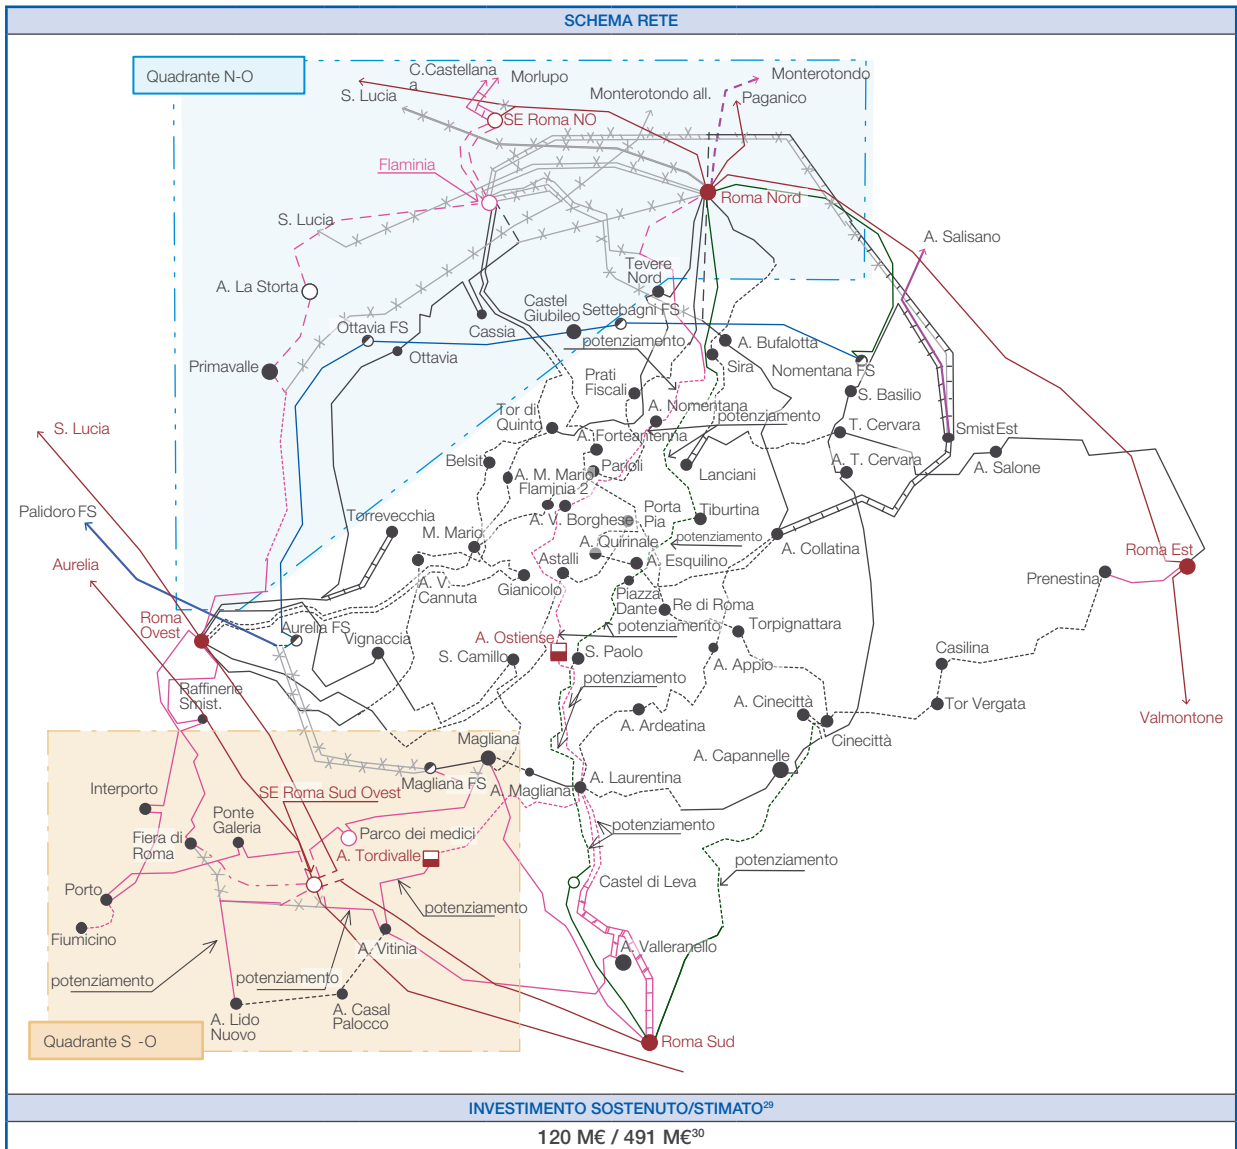 SCHEMA RETE
Quadrante N-O
C.Castellana
a
Morlupo
Monterotondo
S. Lucia
Monterotondo all.
Paganico
SE Roma NO
Flaminia
Roma Nord
S. Lucia
A. Salisano
Tevere
Nord
A. La Storta
Castel
Giubileo
Settebagni FS
Ottavia FS
Cassia
potenziamento
A. Bufalotta
Ottavia
Sira
Nomentana FS
Primavalle
Prati
Fiscali
S. Basilio
A. Nomentana
Tor di
Quinto
potenziamento
S. Lucia
T. Cervara
SmistEst
A. Forteantenna
Belsito
Parioli
A. T. Cervara
A. Salone
A. M. Mario
Lanciani
Flaminia 2
Palidoro FS
Torrevecchia
A. V. Borghese
Porta
Pia
Tiburtina
M. Mario
A. Quirinale
potenziamento
A. Collatina
Roma Est
Aurelia
Astalli
A. Esquilino
A. V.
Cannuta
Gianicolo
Prenestina
Piazza
Dante
Re di Roma
Roma
Ovest
Aurelia FS
Vignaccia
A. Ostiense
potenziamento
Torpignattara
S. Camillo
S. Paolo
A. Appio
Casilina
Raffinerie
Smist.
potenziamento
A. Cinecittà
Tor Vergata
A. Ardeatina
Valmontone
Cinecittà
Magliana
A. Capannelle
Magliana FS
A. Magliana
A. Laurentina
Interporto
SE Roma Sud Ovest
Ponte
Galeria
Fiera di
Roma
Parco dei medici
potenziamento
A. Tordivalle
potenziamento
Porto
Castel di Leva
potenziamento
Fiumicino
A. Vitinia
A. Valleranello
potenziamento
potenziamento
A. Lido
Nuovo
A. Casal
Palocco
Quadrante S -O
Roma Sud
INVESTIMENTO SOSTENUTO/STIMATO29
120 M€ / 491 M€30